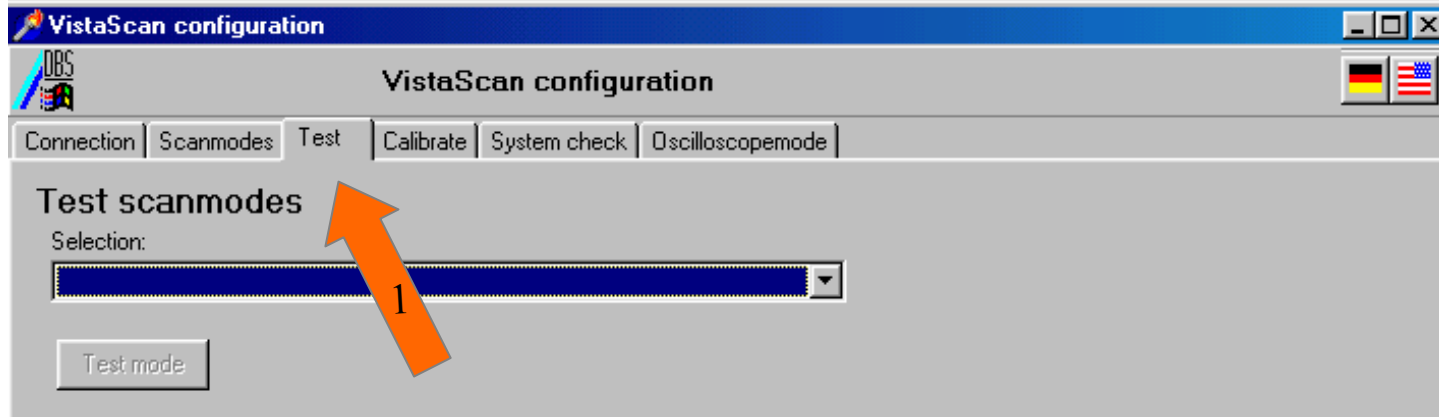 VistaScan configuration
DBS
VistaScan configuration
Connection Scanmodes Test Calibrate System check Oscilloscopemode
Test scanmodes
Selection:
1
Test mode